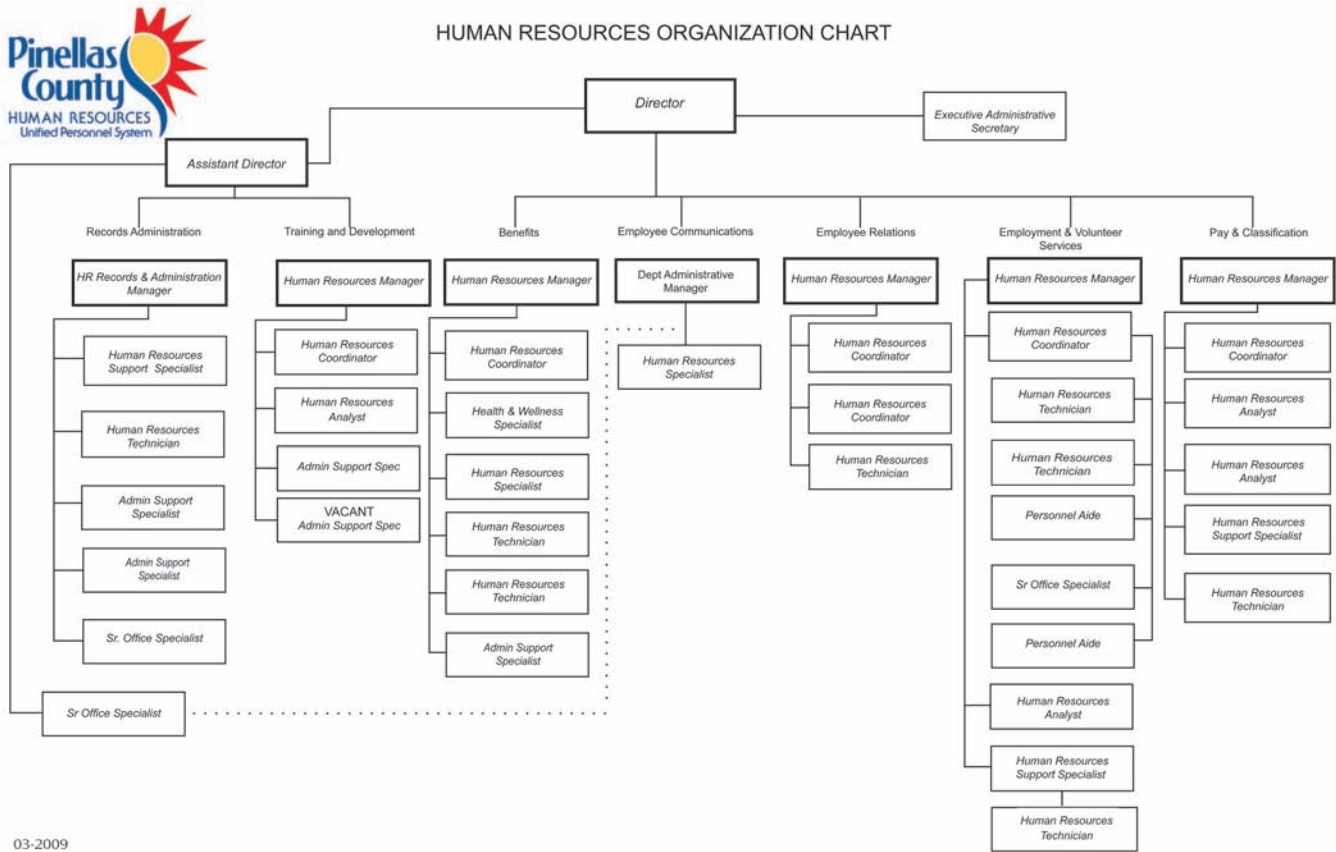 Pinellas
County
HUMAN RESOURCES
Unified Personnel System
HUMAN RESOURCES ORGANIZATION CHART
Director
Executive Administrative
Secretary
Assistant Director
Records Administration
Training and Development
Benefits
Employee Communications
Employee Relations
Employment & Volunteer
Services
Pay & Classification
HR Records & Administration
Manager
Human Resources
Support Specialist
Human Resources
Technician
Admin Support
Specialist
Admin Support
Specialist
Sr. Office Specialist
Sr Office Specialist
Human Resources Manager
Human Resources
Coordinator
Human Resources
Analyst
Admin Support Spec
VACANT
Admin Support Spec
Human Resources Manager
Human Resources
Coordinator
Health & Wellness
Specialist
Human Resources
Specialist
Human Resources
Technician
Human Resources
Technician
Admin Support
Specialist
Dept Administrative
Manager
Human Resources
Specialist
Human Resources Manager
Human Resources
Coordinator
Human Resources
Coordinator
Human Resources
Technician
Human Resources Manager
Human Resources
Coordinator
Human Resources
Technician
Human Resources
Technician
Personnel Aide
Sr Office Specialist
Personnel Aide
Human Resources
Analyst
Human Resources
Support Specialist
Human Resources
Technician
Human Resources Manager
Human Resources
Coordinator
Human Resources
Analyst
Human Resources
Analyst
Human Resources
Support Specialist
Human Resources
Technician
03-2009